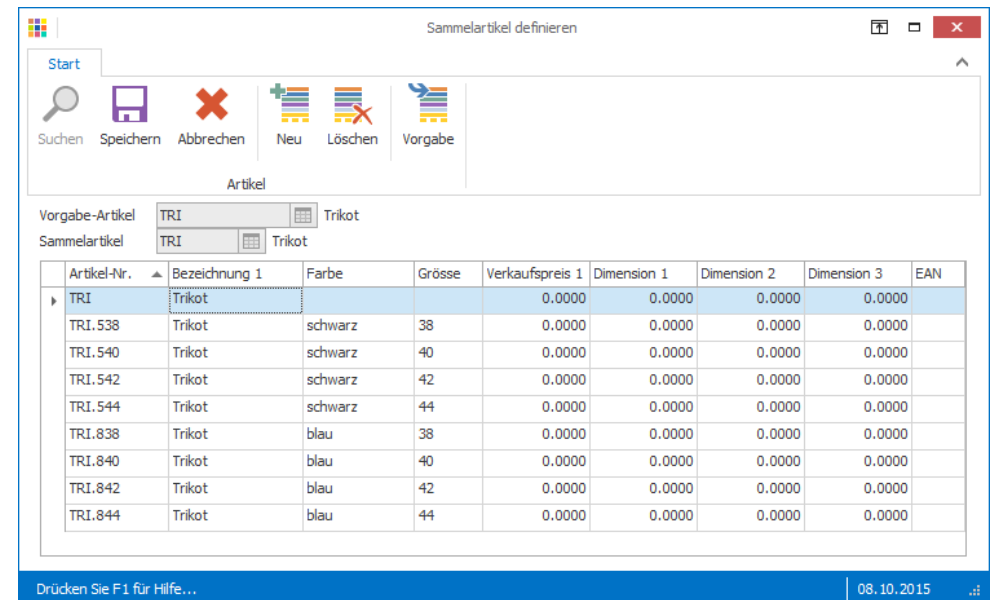 Sammelartikel definieren
Start
Suchen Speichern Abbrechen Neu Löschen Vorgabe
Artikel
Vorgabe-Artikel TRI Trikot
Sammelartikel TRI Trikot
Artikel-Nr. Bezeichnung 1 Farbe Grösse Verkaufspreis 1 Dimension 1 Dimension 2 Dimension 3 EAN
TRI Trikot 0.0000 0.0000 0.0000 0.0000
TRI.538 Trikot schwarz 38 0.0000 0.0000 0.0000 0.0000
TRI.540 Trikot schwarz 40 0.0000 0.0000 0.0000 0.0000
TRI.542 Trikot schwarz 42 0.0000 0.0000 0.0000 0.0000
TRI.544 Trikot schwarz 44 0.0000 0.0000 0.0000 0.0000
TRI.838 Trikot blau 38 0.0000 0.0000 0.0000 0.0000
TRI.840 Trikot blau 40 0.0000 0.0000 0.0000 0.0000
TRI.842 Trikot blau 42 0.0000 0.0000 0.0000 0.0000
TRI.844 Trikot blau 44 0.0000 0.0000 0.0000 0.0000
Drücken Sie F1 für Hilfe... 08.10.2015